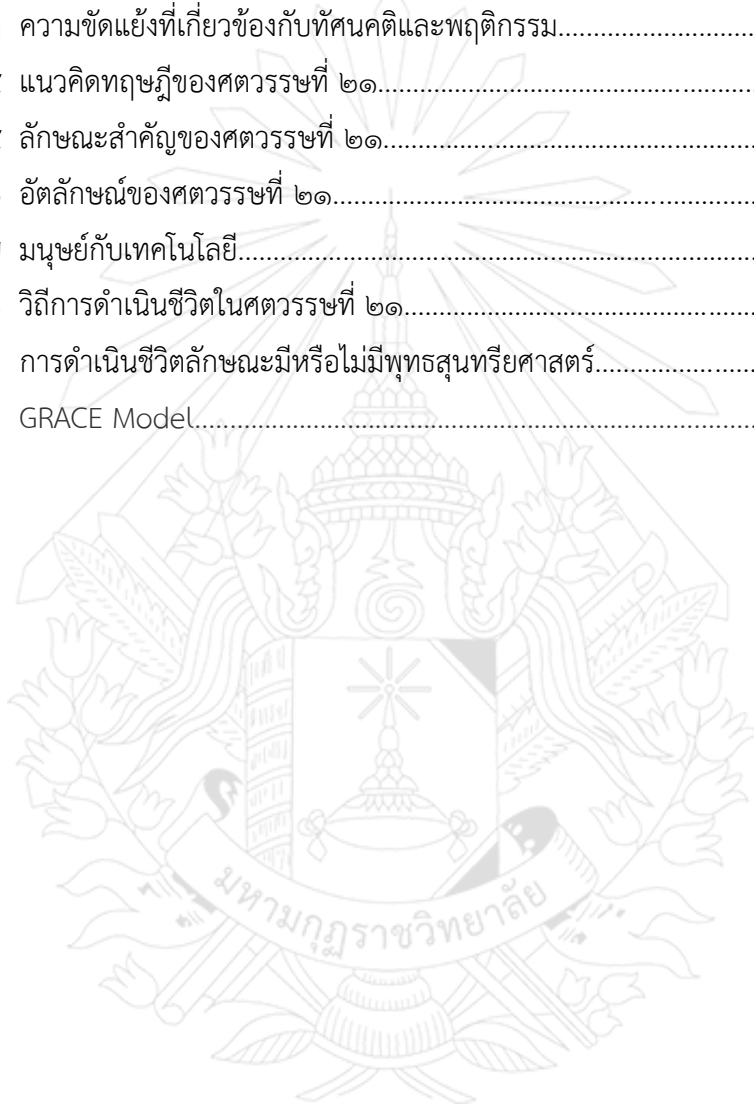 ความขัดแย้งที่เกี่ยวข้องกับทัศนคติและพฤติกรรม............................
แนวคิดทฤษฎีของศตวรรษที่ ๒๑.....................................................
ลักษณะสำคัญของศตวรรษที่ ๒๑....................................................
อัตลักษณ์ของศตวรรษที่ ๒๑...........................................................
มนุษย์กับเทคโนโลยี.........................................................................
วิถีการดำเนินชีวิตในศตวรรษที่ ๒๑.................................................
การดำเนินชีวิตลักษณะมีหรือไม่มีพุทธสุนทรียศาสตร์......................
GRACE Model..............................................................................
มหามกุฏราชวิทยาลัย